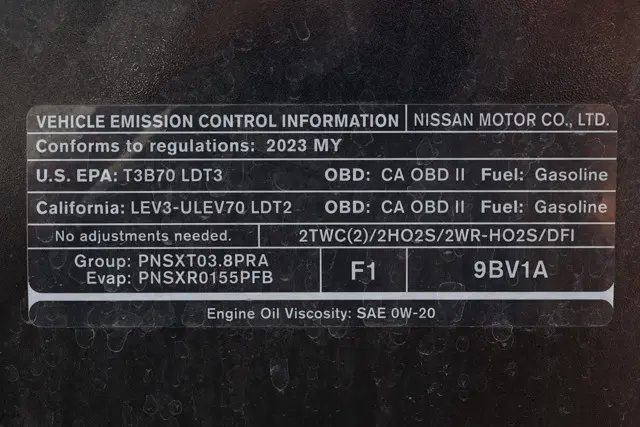 VEHICLE EMISSION CONTROL INFORMATION NISSAN MOTOR CO., LTD.
Conforms to regulations: 2023 MY
U.S. EPA: T3B70 LDT3 OBD: CA OBD II Fuel: Gasoline
California: LEV3-ULEV70 LDT2 OBD: CA OBD II Fuel: Gasoline
No adjustments needed. 2TWC(2)/2HO2S/2WR-HO2S/DFI
Group: PNSXT03.8PRA
Evap: PNSXR0155PFB
F1
9BV1A
Engine Oil Viscosity: SAE 0W-20